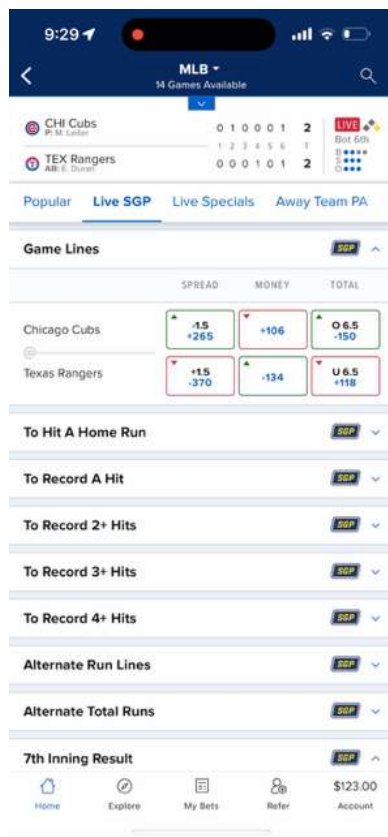 9:29
MLB
14 Games Available
CHI Cubs 0 1 0 0 0 1 2 LIVE
P: M. Leiter Bot 6th
1 2 3 4 5 6 T
TEX Rangers 0 0 0 1 0 1 2
AB: E. Duran
B
S
O
Popular Live SGP Live Specials Away Team PA
Game Lines SGP
SPREAD MONEY TOTAL
Chicago Cubs -1.5 +106 O 6.5
+265 -150
@
Texas Rangers +1.5 -134 U 6.5
-370 +118
To Hit A Home Run SGP
To Record A Hit SGP
To Record 2+ Hits SGP
To Record 3+ Hits SGP
To Record 4+ Hits SGP
Alternate Run Lines SGP
Alternate Total Runs SGP
7th Inning Result SGP
Home Explore My Bets Refer $123.00
Account